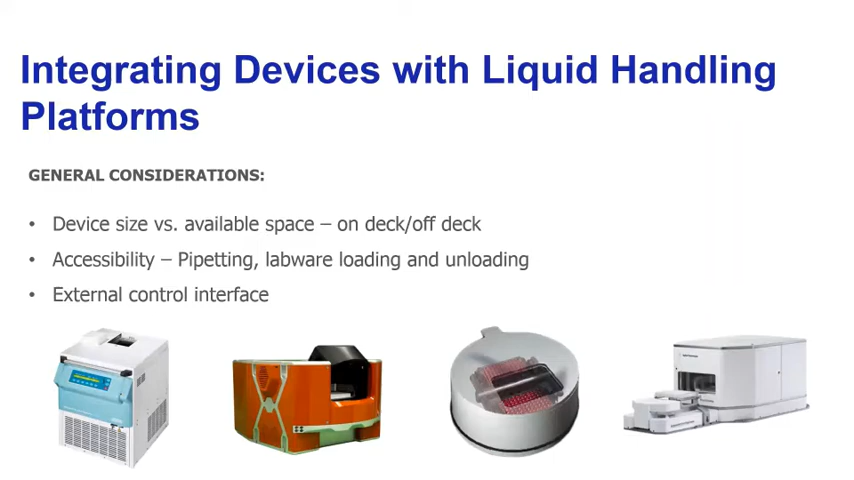 Integrating Devices with Liquid Handling
Platforms
GENERAL CONSIDERATIONS:
• Device size vs. available space – on deck/off deck
• Accessibility – Pipetting, labware loading and unloading
• External control interface